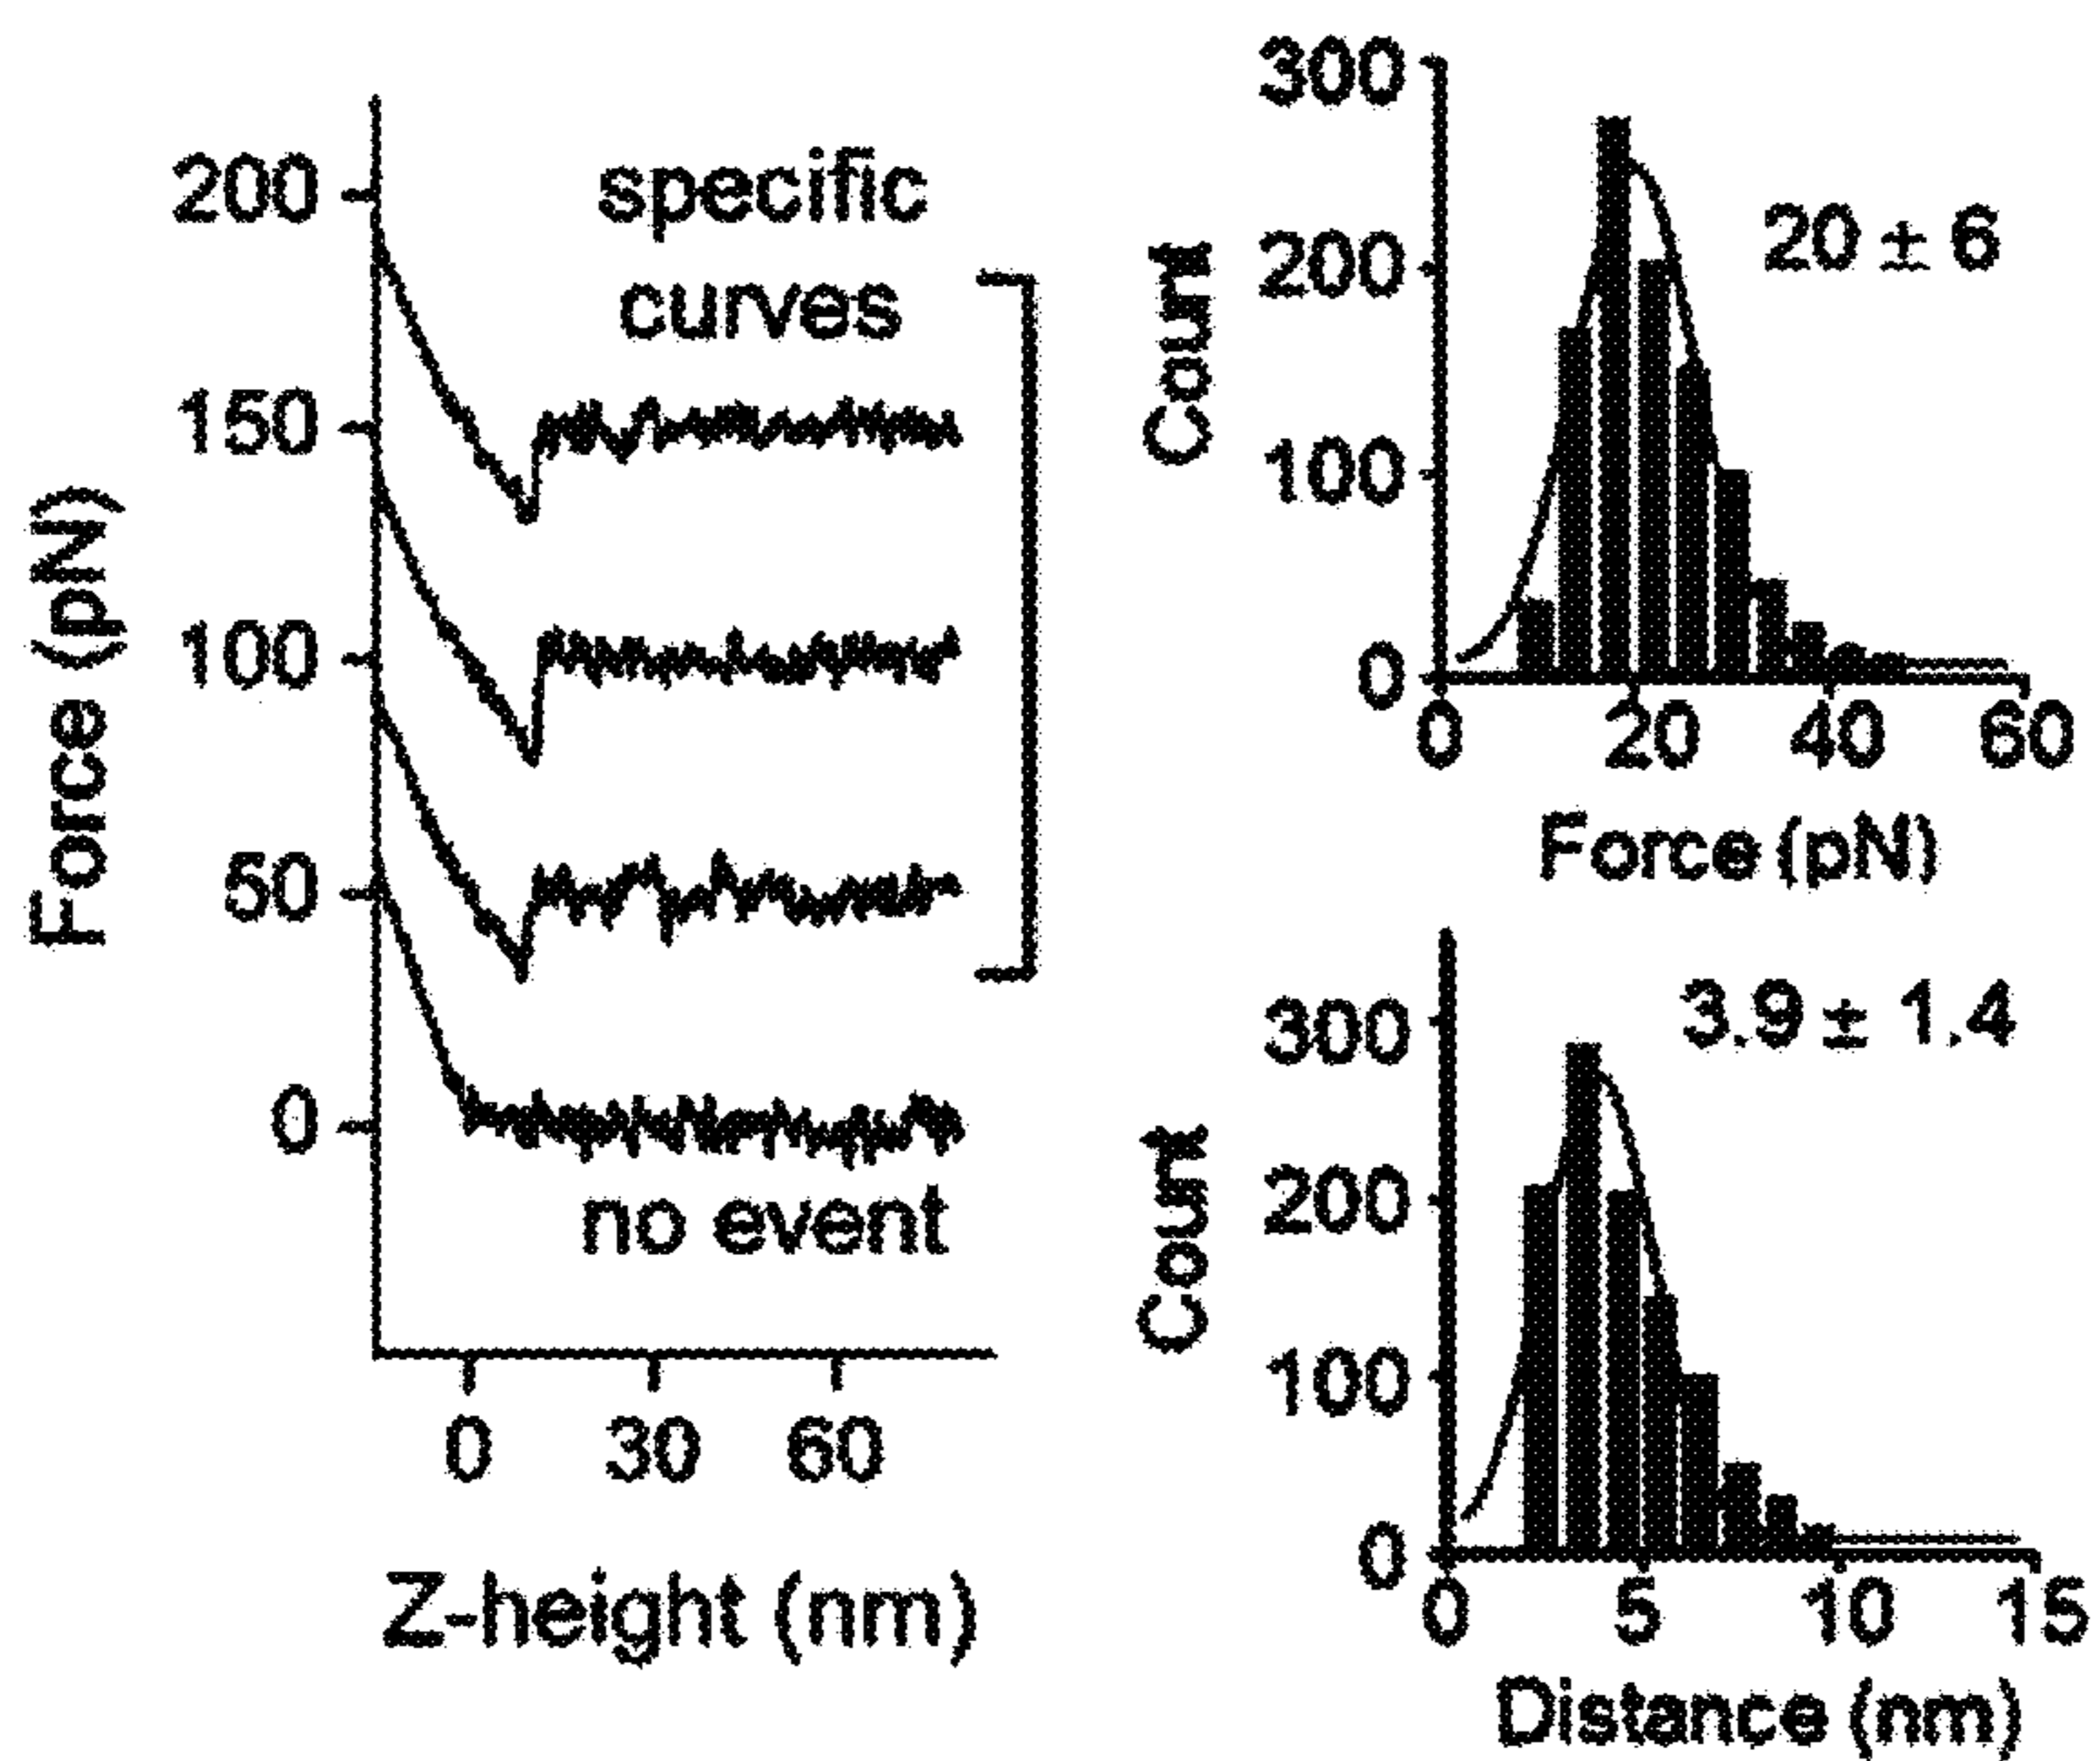 Force (pN)
200
150
100
50
0
specific
curves
no event
0 30 60
Z-height (nm)
Count
300
200
100
0
20 ± 6
0 20 40 60
Force (pN)
Count
300
200
100
0
3.9 ± 1.4
0 5 10 15
Distance (nm)